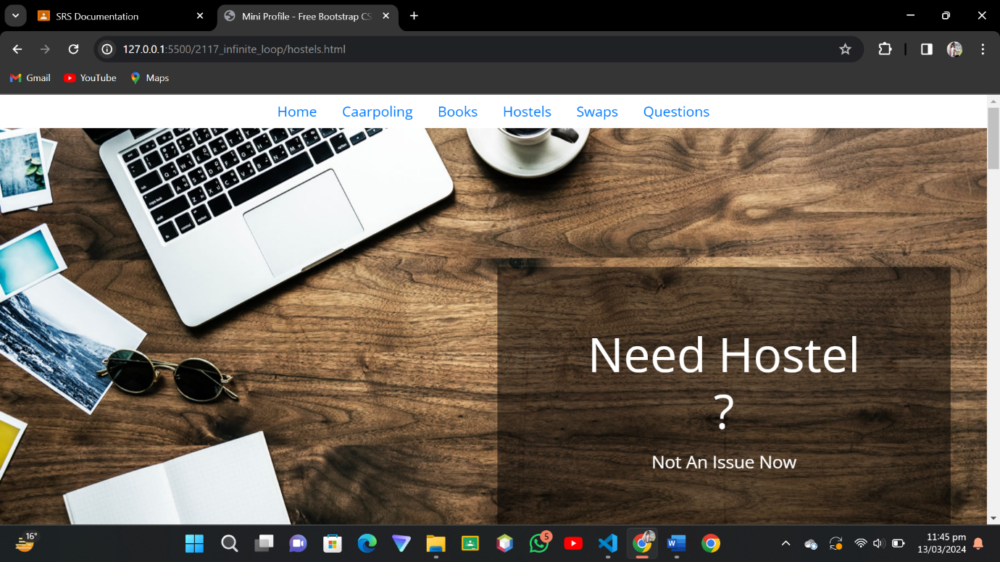 SRS Documentation
Mini Profile - Free Bootstrap CS
127.0.0.1:5500/2117_infinite_loop/hostels.html
Gmail YouTube Maps
Home Caarpoling Books Hostels Swaps Questions
Need Hostel
?
Not An Issue Now
16°
5
11:45 pm
13/03/2024